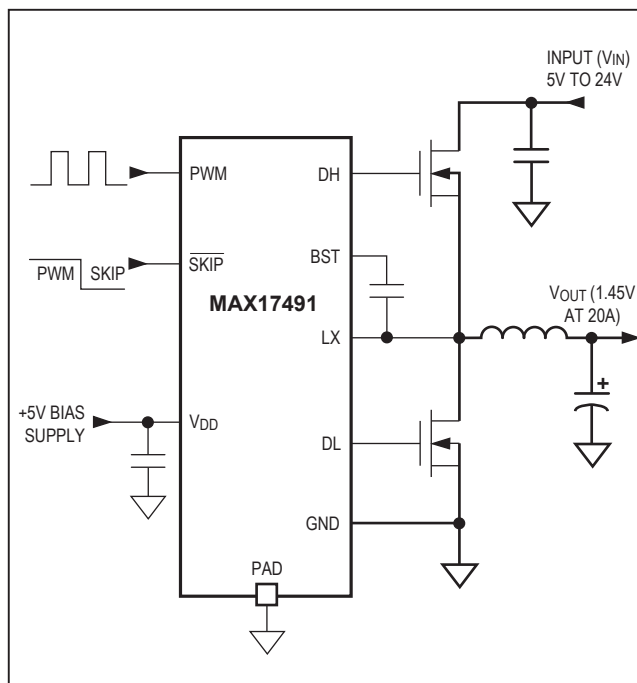 INPUT (VIN)
5V TO 24V
PWM
DH
BST
SKIP
PWM SKIP
MAX17491
LX
VOUT (1.45V
AT 20A)
+
+5V BIAS
SUPPLY
VDD
DL
GND
PAD